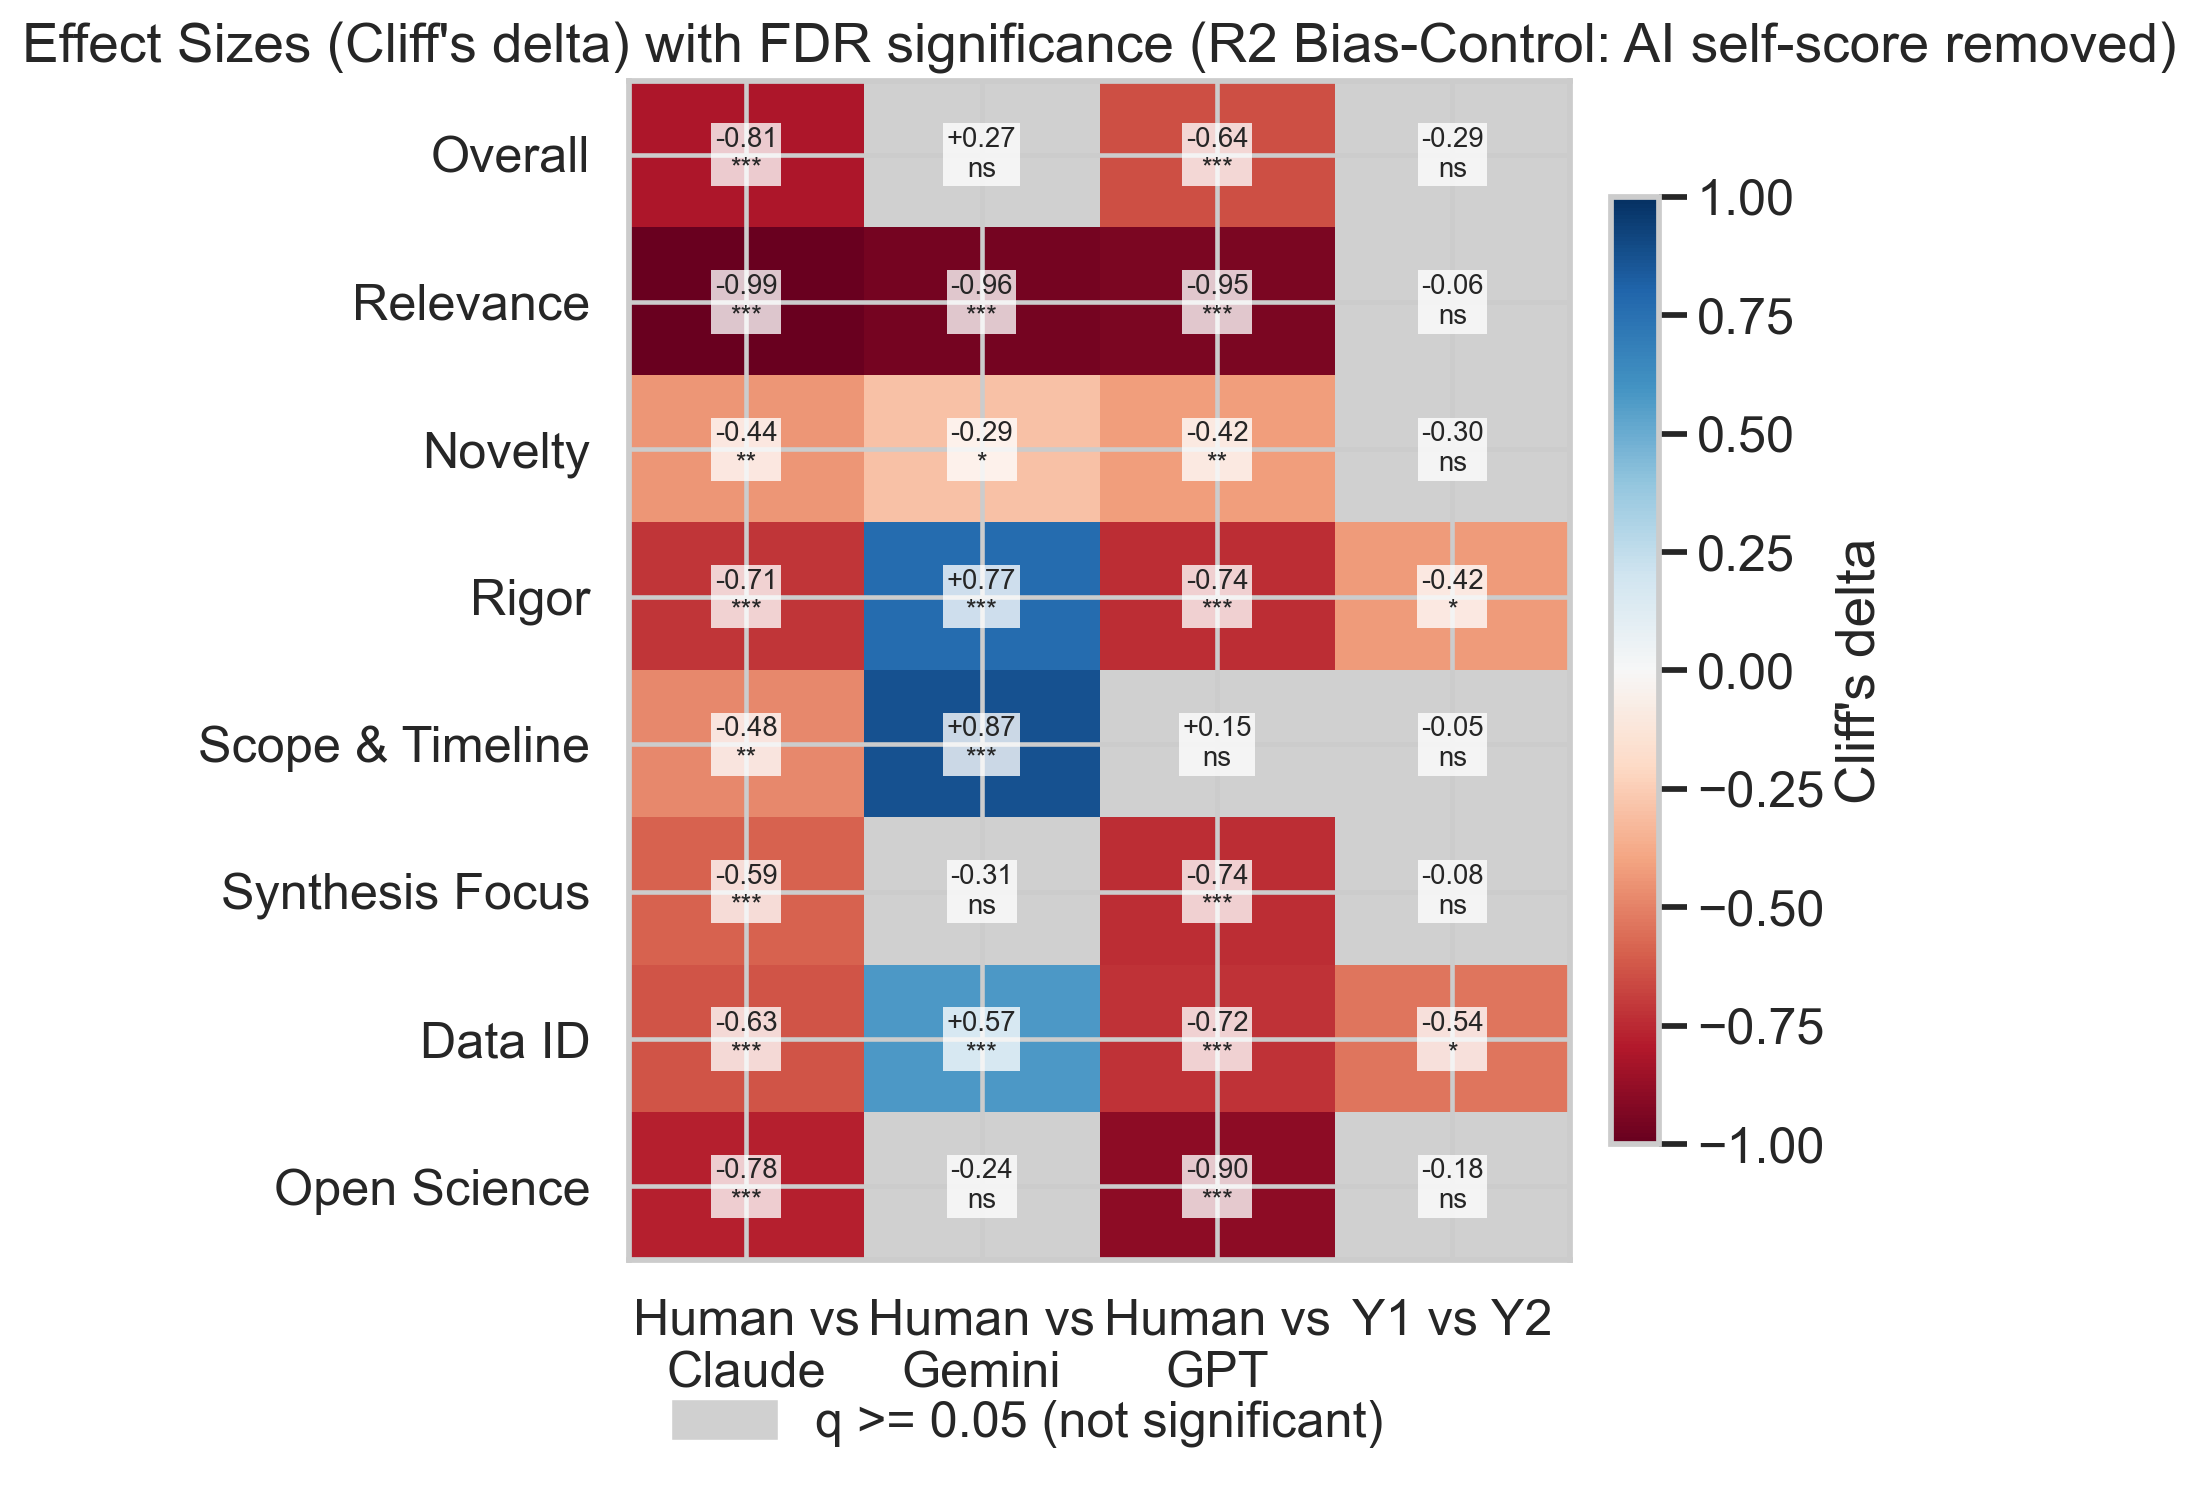 Effect Sizes (Cliff's delta) with FDR significance (R2 Bias-Control: AI self-score removed)
Overall
-0.81
***
+0.27
ns
-0.64
***
-0.29
ns
Relevance
-0.99
***
-0.96
***
-0.95
***
-0.06
ns
Novelty
-0.44
**
-0.29
*
-0.42
**
-0.30
ns
Rigor
-0.71
***
+0.77
***
-0.74
***
-0.42
*
Scope & Timeline
-0.48
**
+0.87
***
+0.15
ns
-0.05
ns
Synthesis Focus
-0.59
***
-0.31
ns
-0.74
***
-0.08
ns
Data ID
-0.63
***
+0.57
***
-0.72
***
-0.54
*
Open Science
-0.78
***
-0.24
ns
-0.90
***
-0.18
ns
Human vs
Claude
Human vs
Gemini
Human vs
GPT
Y1 vs Y2
q >= 0.05 (not significant)
1.00
0.75
0.50
0.25
0.00
−0.25
−0.50
−0.75
−1.00
Cliff's delta